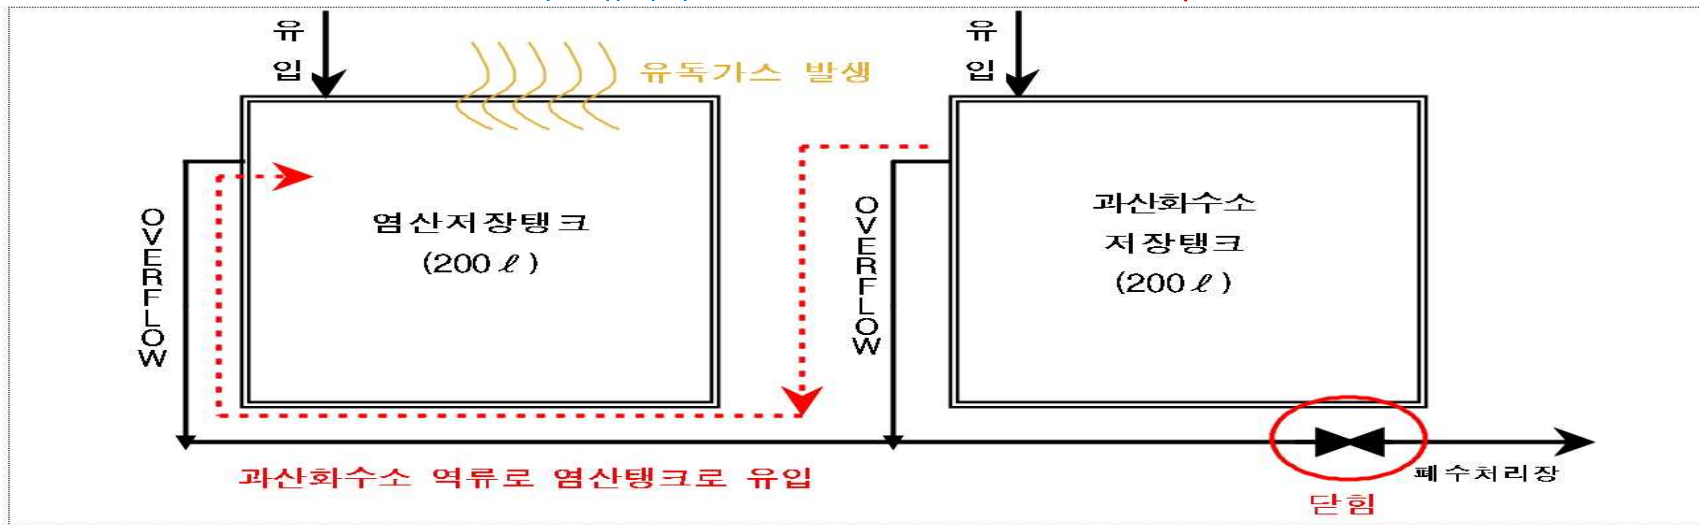 유입
유독가스 발생
OVERFLOW
염산저장탱크
(200ℓ)
유입
OVERFLOW
과산화수소
저장탱크
(200ℓ)
과산화수소 역류로 염산탱크로 유입
폐수처리장
닫힘